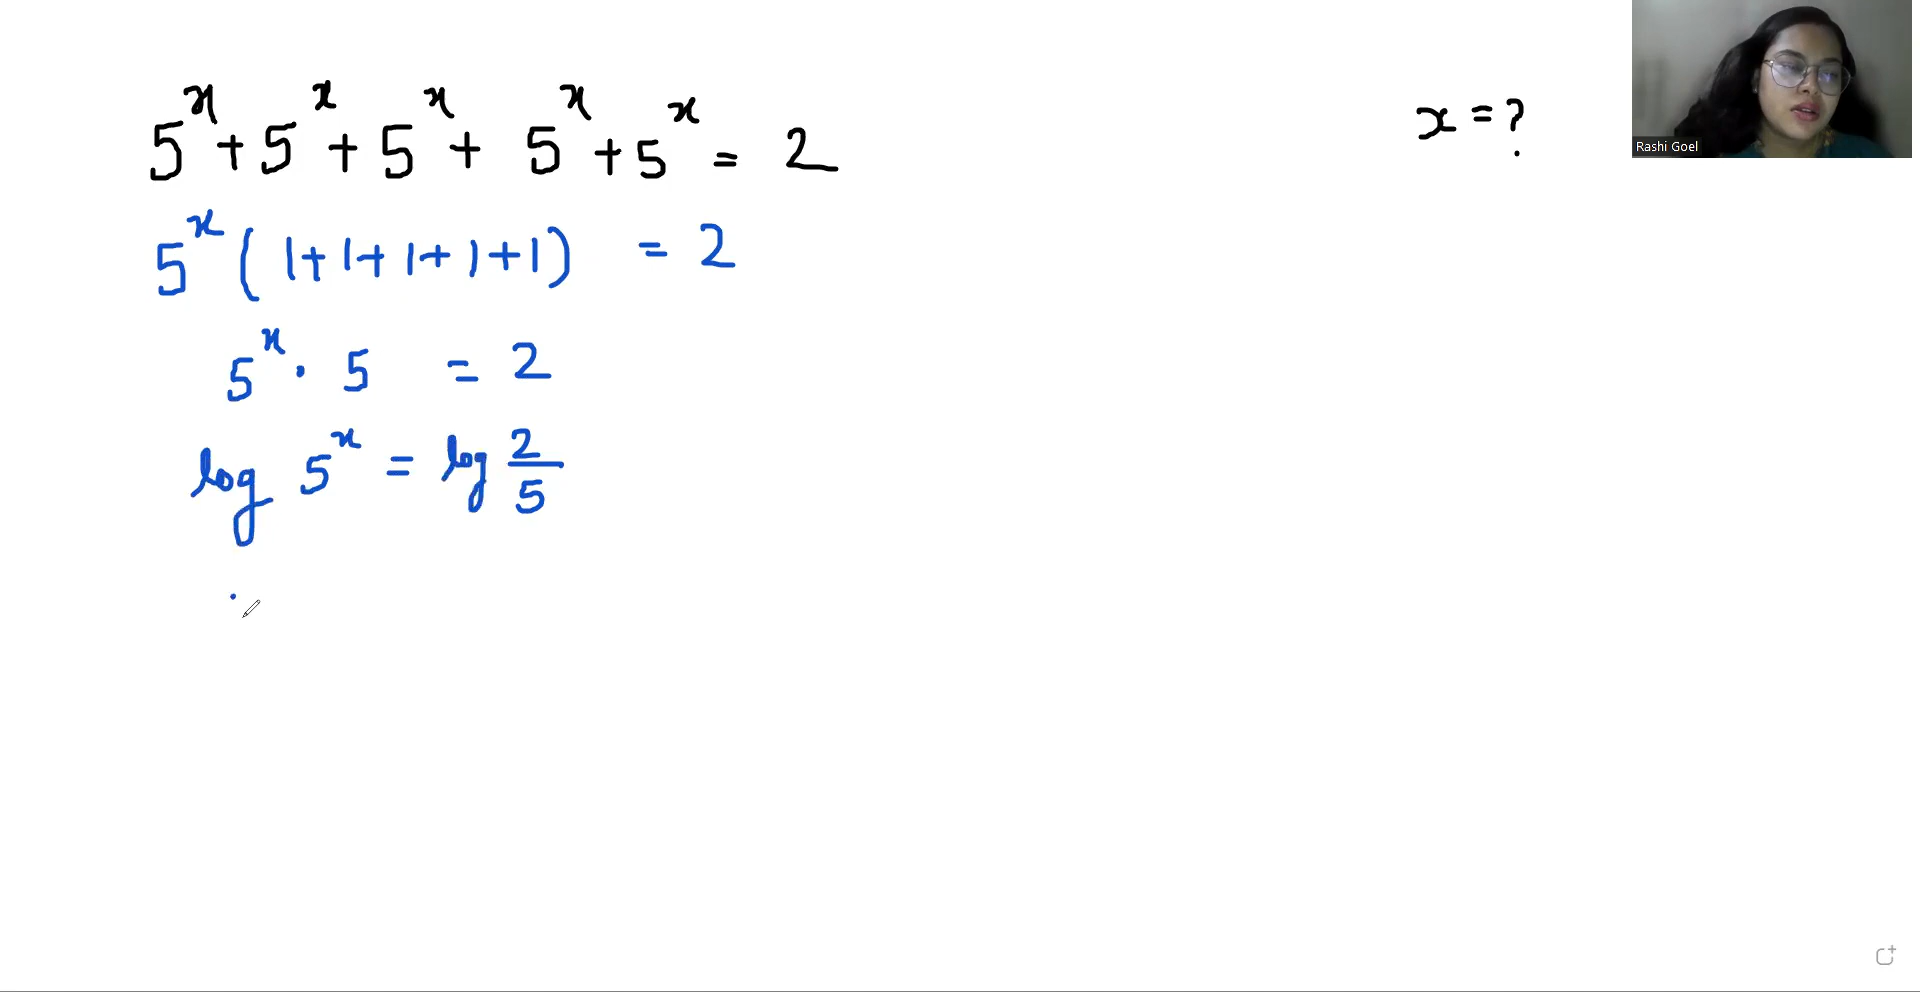 5^x + 5^x + 5^x + 5^x + 5^x = 2
x = ?
Rashi Goel
5^x ( 1 + 1 + 1 + 1 + 1 ) = 2
5^x · 5 = 2
log 5^x = log 2/5